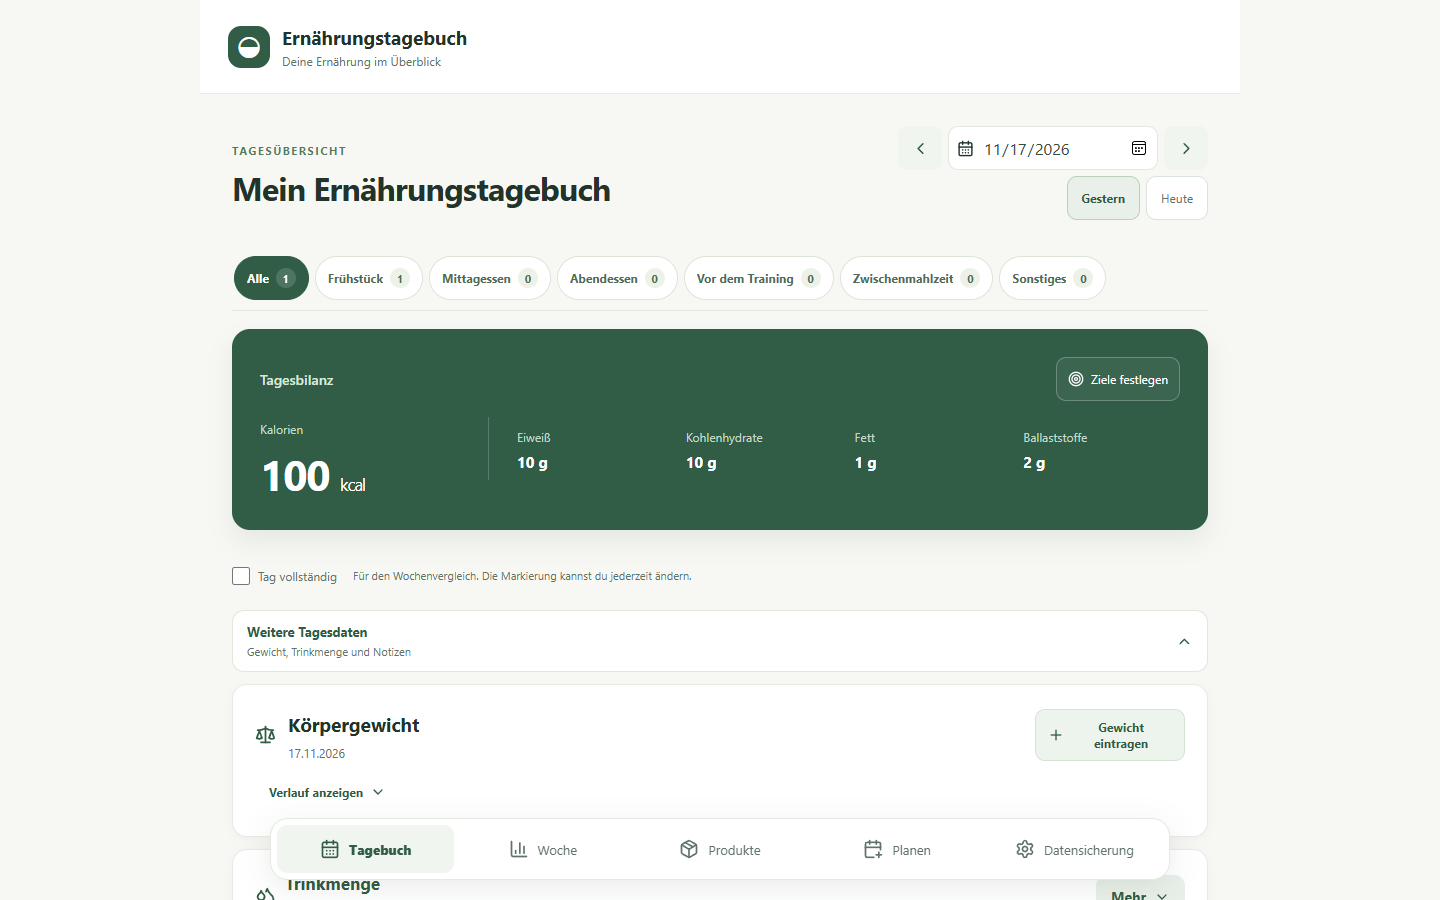 Ernährungstagebuch
Deine Ernährung im Überblick
TAGESÜBERSICHT
Mein Ernährungstagebuch
11/17/2026
Gestern
Heute
Alle 1
Frühstück 1
Mittagessen 0
Abendessen 0
Vor dem Training 0
Zwischenmahlzeit 0
Sonstiges 0
Tagesbilanz
Ziele festlegen
Kalorien
100 kcal
Eiweiß
10 g
Kohlenhydrate
10 g
Fett
1 g
Ballaststoffe
2 g
Tag vollständig
Für den Wochenvergleich. Die Markierung kannst du jederzeit ändern.
Weitere Tagesdaten
Gewicht, Trinkmenge und Notizen
Körpergewicht
17.11.2026
Gewicht
eintragen
Verlauf anzeigen
Tagebuch
Woche
Produkte
Planen
Datensicherung
Trinkmenge
Mehr